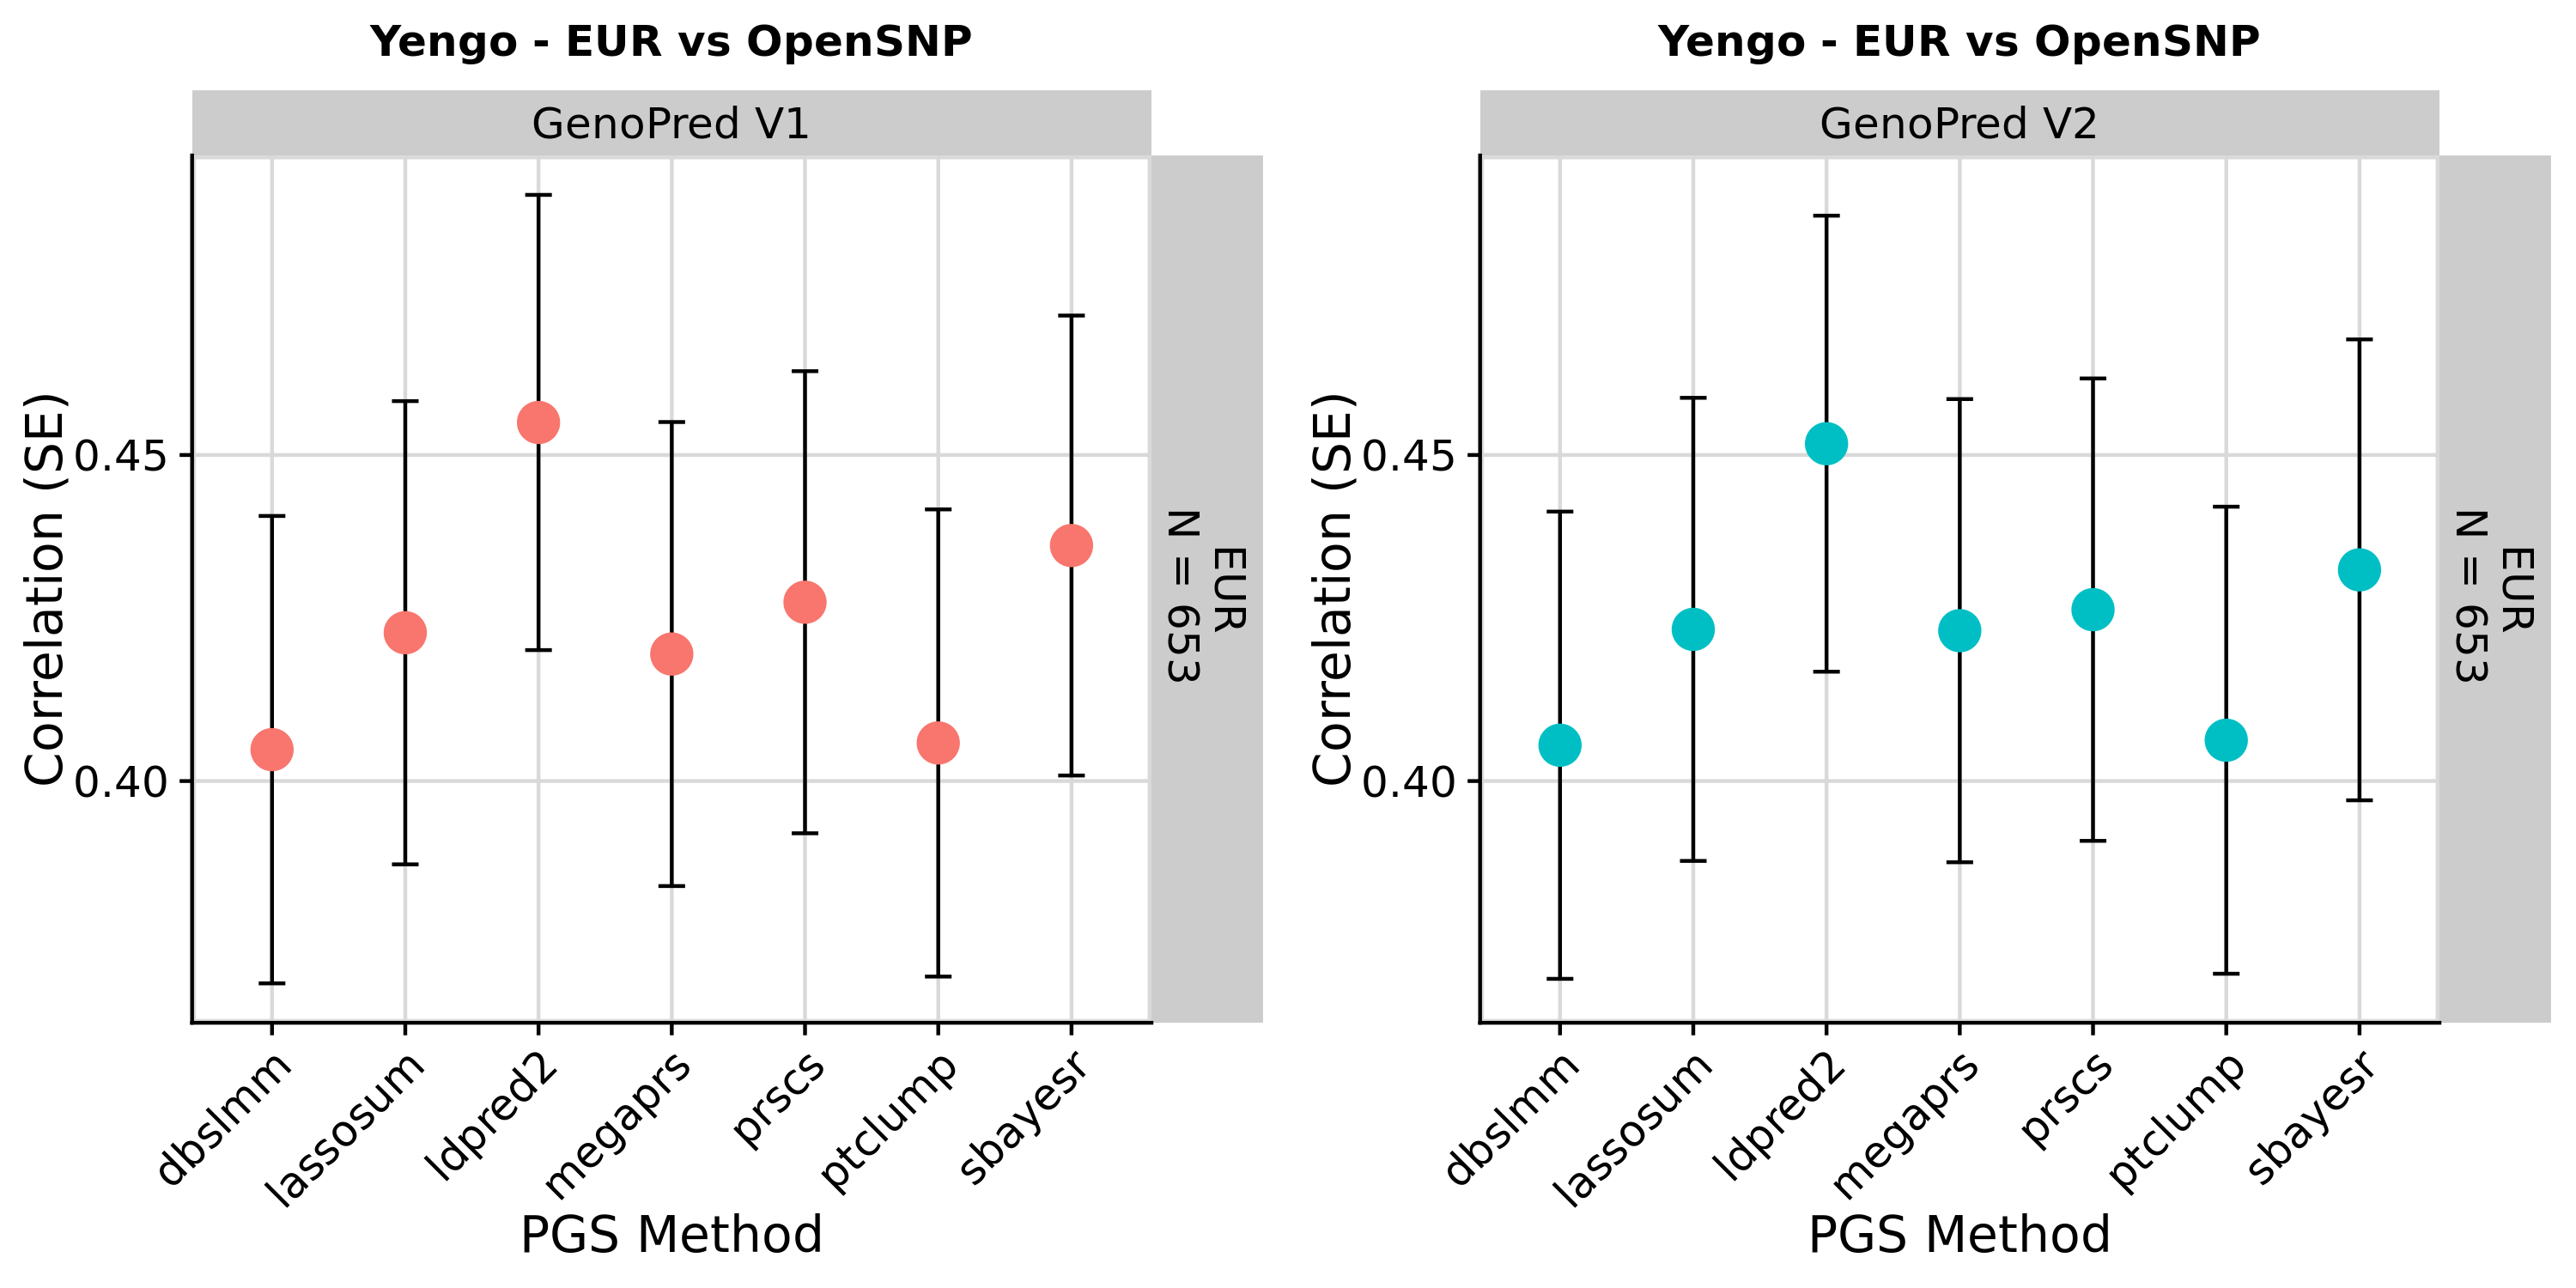 Yengo - EUR vs OpenSNP
GenoPred V1
Correlation (SE)
0.45
0.40
EUR
N = 653
dbslmm
lassosum
ldpred2
megaprs
prscs
ptclump
sbayesr
PGS Method
Yengo - EUR vs OpenSNP
GenoPred V2
Correlation (SE)
0.45
0.40
EUR
N = 653
dbslmm
lassosum
ldpred2
megaprs
prscs
ptclump
sbayesr
PGS Method